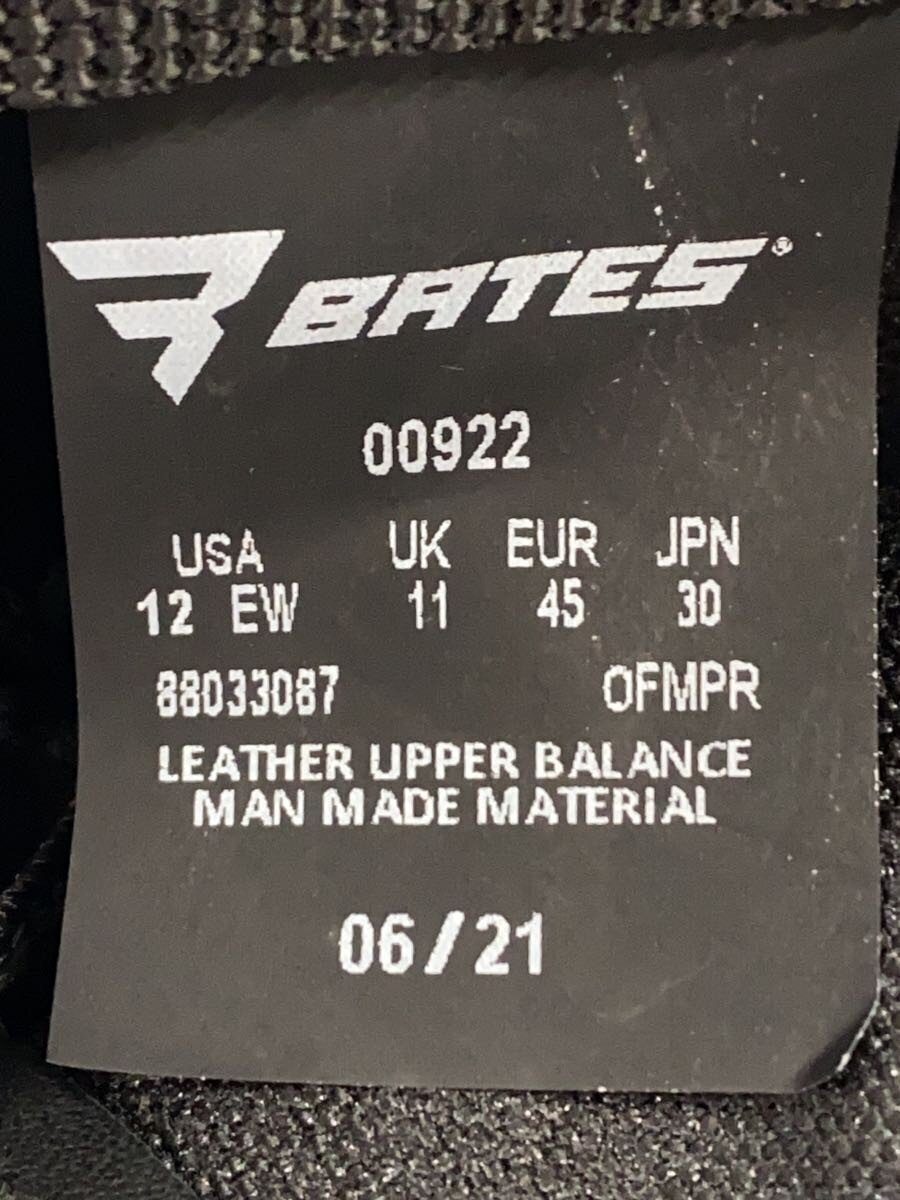 BATES®
00922
USA UK EUR JPN
12 EW 11 45 30
88033087 OFMPR
LEATHER UPPER BALANCE
MAN MADE MATERIAL
06/21